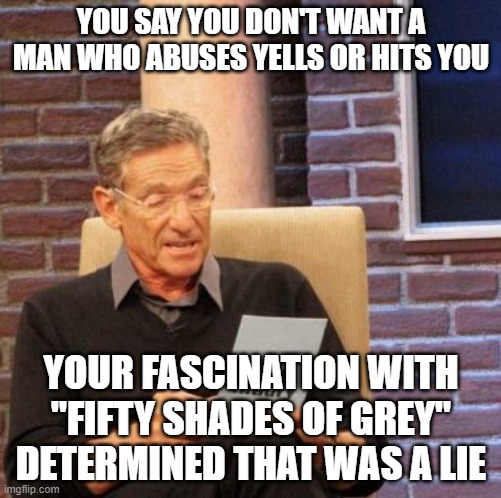 YOU SAY YOU DON'T WANT A
MAN WHO ABUSES YELLS OR HITS YOU
YOUR FASCINATION WITH
"FIFTY SHADES OF GREY"
DETERMINED THAT WAS A LIE
imgflip.com